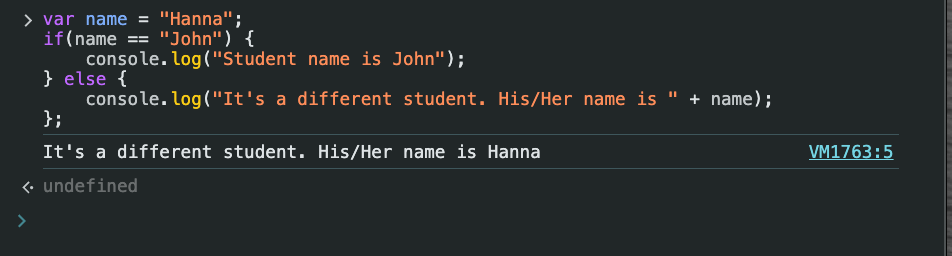 > var name = "Hanna";
if(name == "John") {
    console.log("Student name is John");
} else {
    console.log("It's a different student. His/Her name is " + name);
};
It's a different student. His/Her name is Hanna VM1763:5
undefined
>